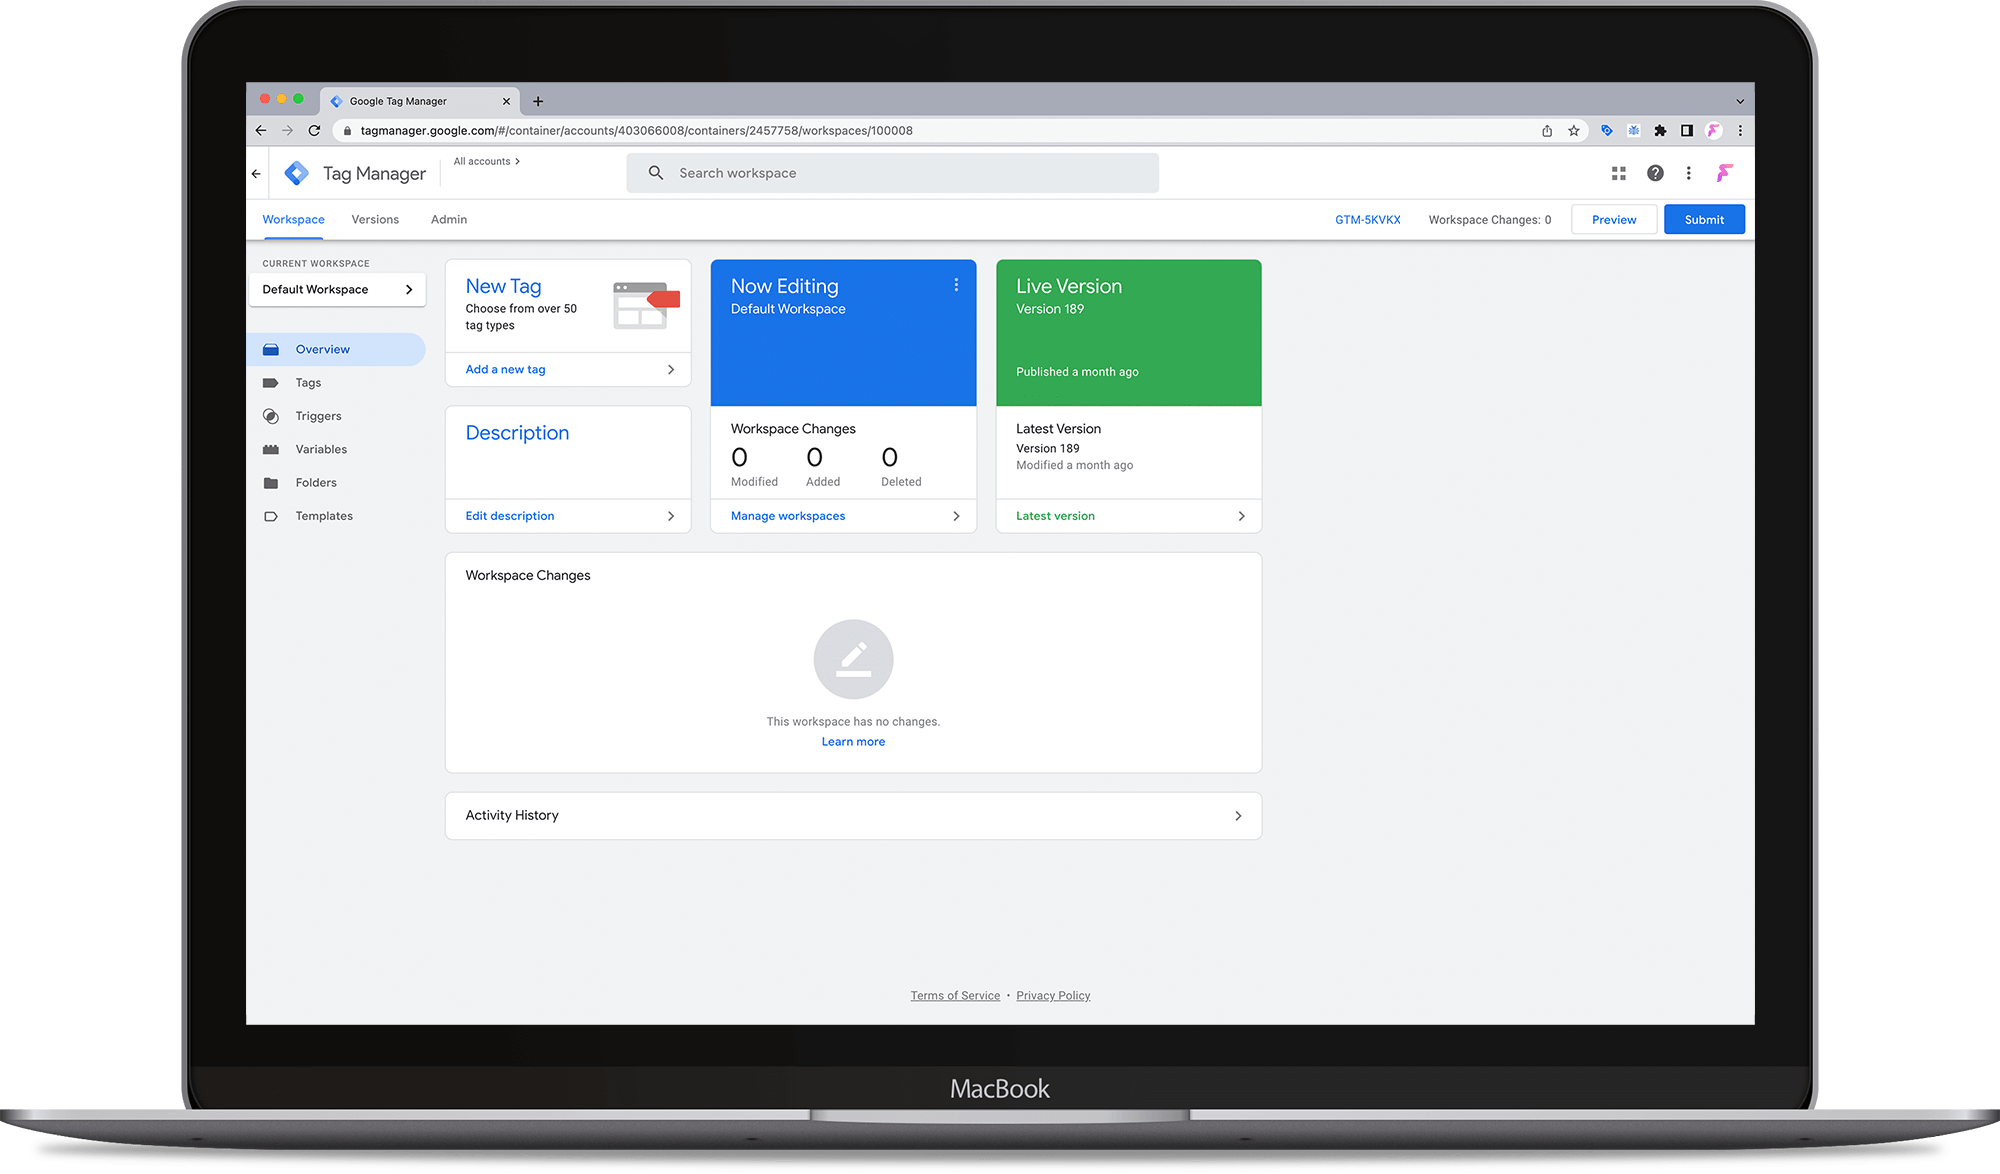 Google Tag Manager
tagmanager.google.com/#/container/accounts/403066008/containers/2457758/workspaces/100008
Tag Manager
All accounts
Search workspace
Workspace
Versions
Admin
GTM-5KVKX
Workspace Changes: 0
Preview
Submit
CURRENT WORKSPACE
Default Workspace
Overview
Tags
Triggers
Variables
Folders
Templates
New Tag
Choose from over 50
tag types
Add a new tag
Description
Edit description
Now Editing
Default Workspace
Workspace Changes
0 0 0
Modified Added Deleted
Manage workspaces
Live Version
Version 189
Published a month ago
Latest Version
Version 189
Modified a month ago
Latest version
Workspace Changes
This workspace has no changes.
Learn more
Activity History
Terms of Service • Privacy Policy
MacBook